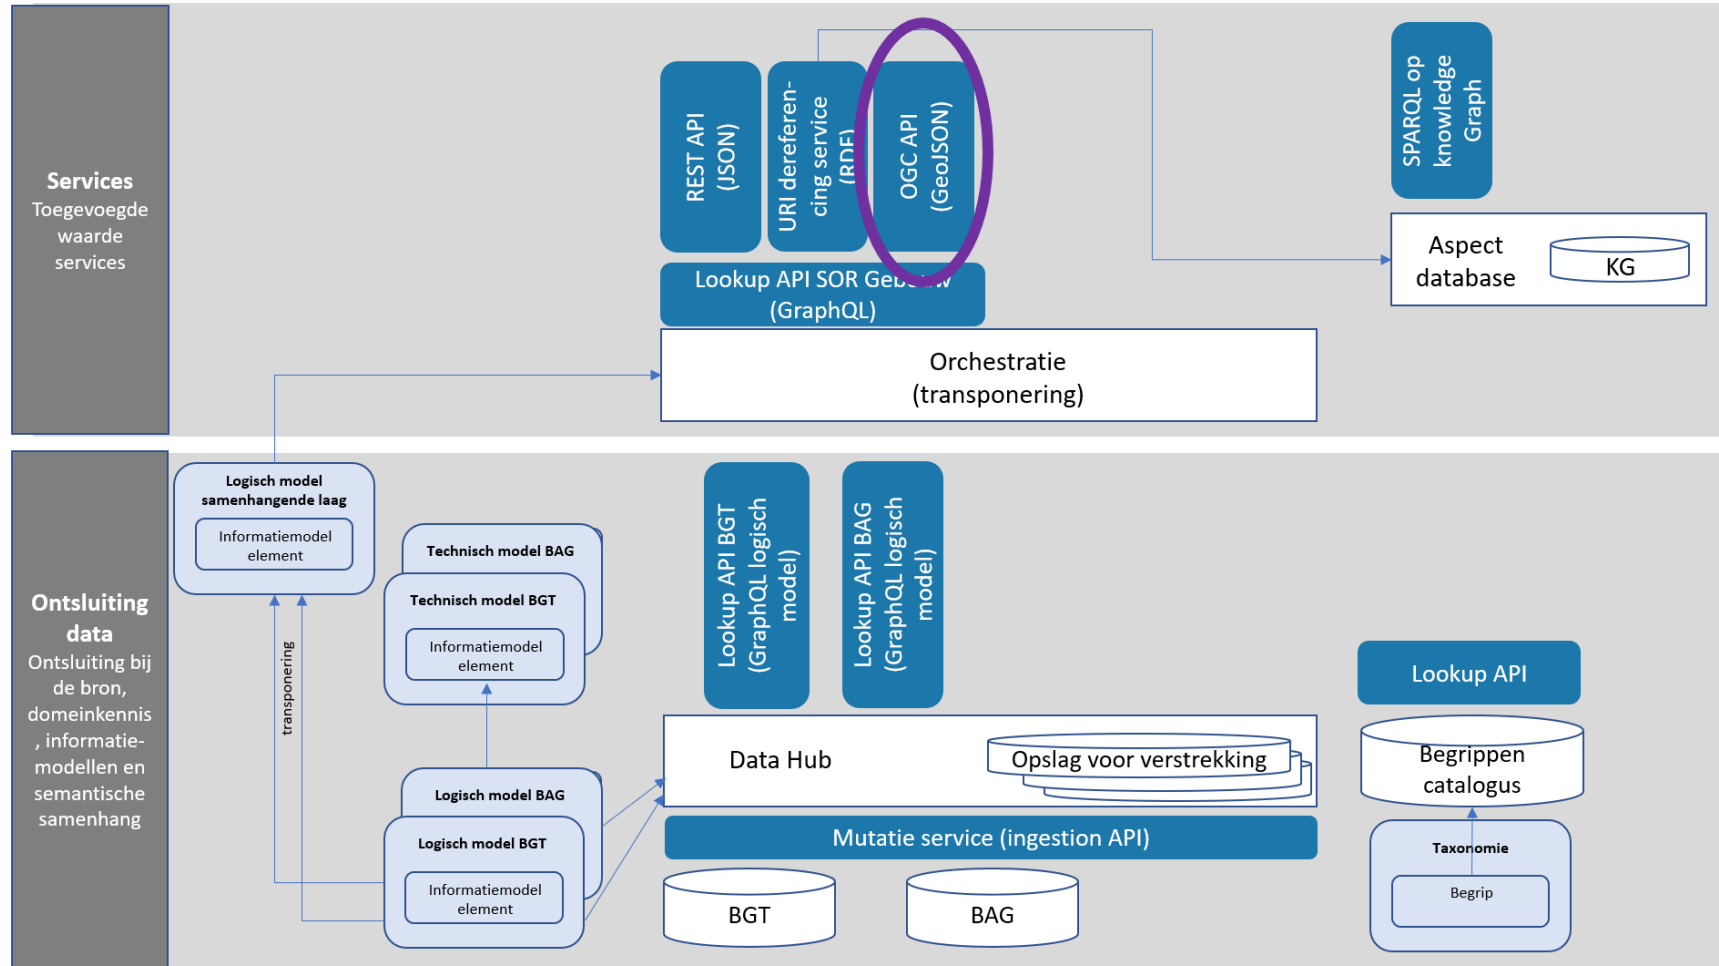 Services
Toegevoegde
waarde
services
REST API
(JSON)
URI dereferen-
cing service
(RDF)
OGC API
(GeoJSON)
SPARQL op
knowledge
Graph
Aspect
database
KG
Lookup API SOR Gebouw
(GraphQL)
Orchestratie
(transponering)
Ontsluiting
data
Ontsluiting bij
de bron,
domeinkennis
, informatie-
modellen en
semantische
samenhang
Logisch model
samenhangende laag
Informatiemodel
element
transponering
Technisch model BAG
Technisch model BGT
Informatiemodel
element
Logisch model BAG
Logisch model BGT
Informatiemodel
element
Lookup API BGT
(GraphQL logisch
model)
Lookup API BAG
(GraphQL logisch
model)
Data Hub
Opslag voor verstrekking
Mutatie service (ingestion API)
BGT
BAG
Lookup API
Begrippen
catalogus
Taxonomie
Begrip